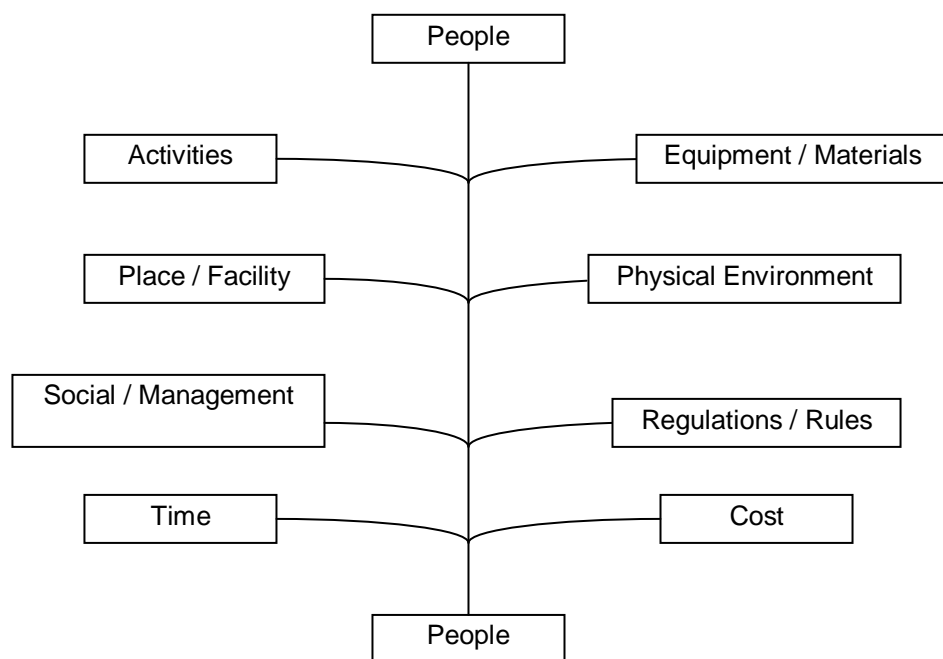 People
Activities
Equipment / Materials
Place / Facility
Physical Environment
Social / Management
Regulations / Rules
Time
Cost
People